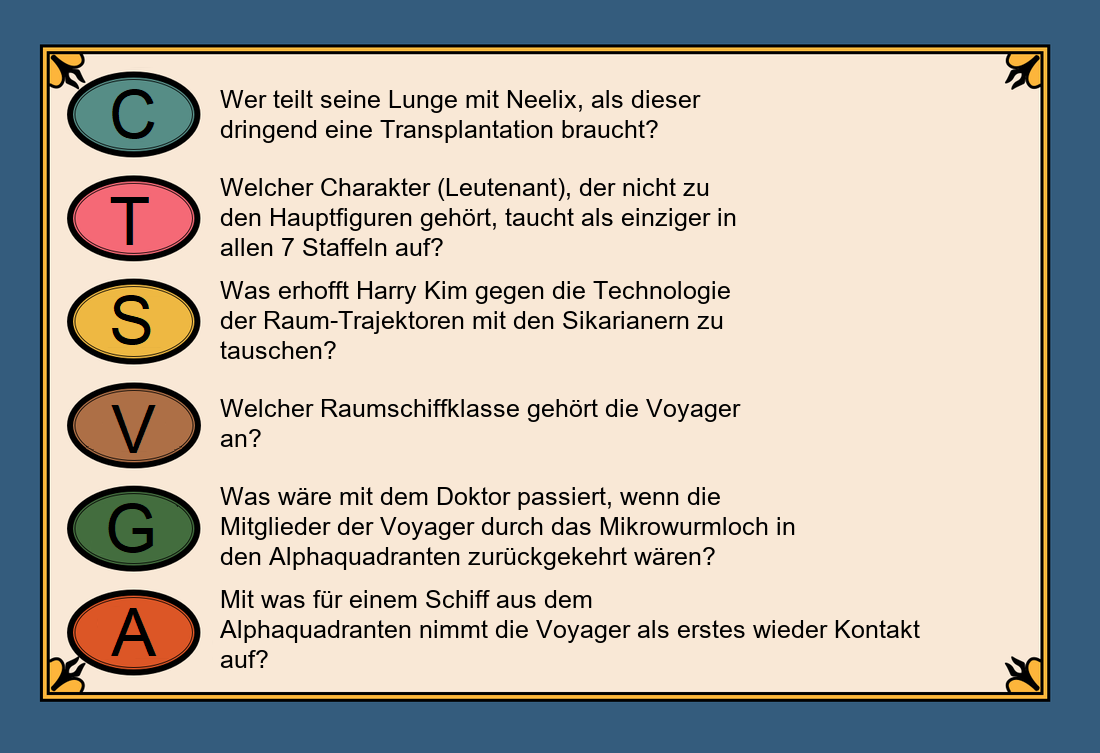 C
Wer teilt seine Lunge mit Neelix, als dieser
dringend eine Transplantation braucht?
T
Welcher Charakter (Leutenant), der nicht zu
den Hauptfiguren gehört, taucht als einziger in
allen 7 Staffeln auf?
S
Was erhofft Harry Kim gegen die Technologie
der Raum-Trajektoren mit den Sikarianern zu
tauschen?
V
Welcher Raumschiffklasse gehört die Voyager
an?
G
Was wäre mit dem Doktor passiert, wenn die
Mitglieder der Voyager durch das Mikrowurmloch in
den Alphaquadranten zurückgekehrt wären?
A
Mit was für einem Schiff aus dem
Alphaquadranten nimmt die Voyager als erstes wieder Kontakt
auf?